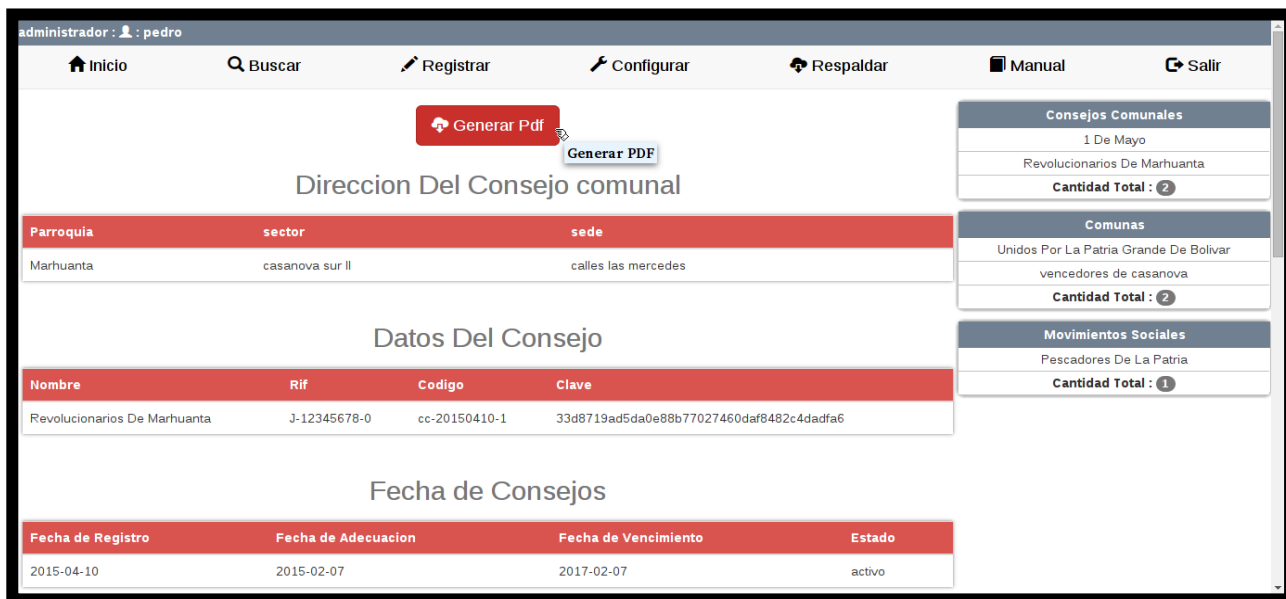 administrador : : pedro
Inicio Buscar Registrar Configurar Respaldar Manual Salir
Generar Pdf
Generar PDF
Direccion Del Consejo comunal
Parroquia sector sede
Marhuanta casanova sur II calles las mercedes
Datos Del Consejo
Nombre Rif Codigo Clave
Revolucionarios De Marhuanta J-12345678-0 cc-20150410-1 33d8719ad5da0e88b77027460daf8482c4dadfa6
Fecha de Consejos
Fecha de Registro Fecha de Adecuacion Fecha de Vencimiento Estado
2015-04-10 2015-02-07 2017-02-07 activo
Consejos Comunales
1 De Mayo
Revolucionarios De Marhuanta
Cantidad Total : 2
Comunas
Unidos Por La Patria Grande De Bolivar
vencedores de casanova
Cantidad Total : 2
Movimientos Sociales
Pescadores De La Patria
Cantidad Total : 1